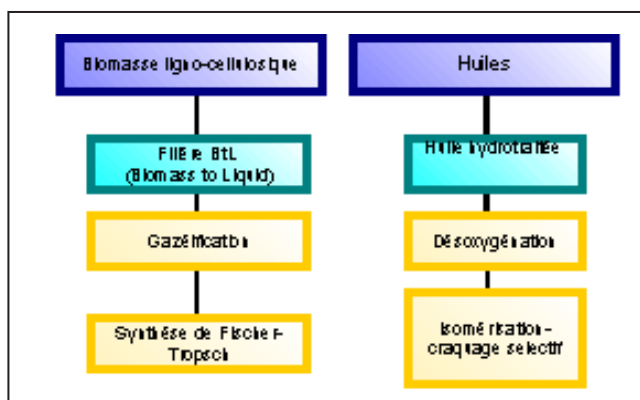 Biomasse ligno-cellulosique
Filière BtL
(Biomass to Liquid)
Gazéification
Synthèse de Fischer-
Tropsch
Huiles
Huile hydrotraitée
Désoxygénation
Isomérisation-
craquage selectif